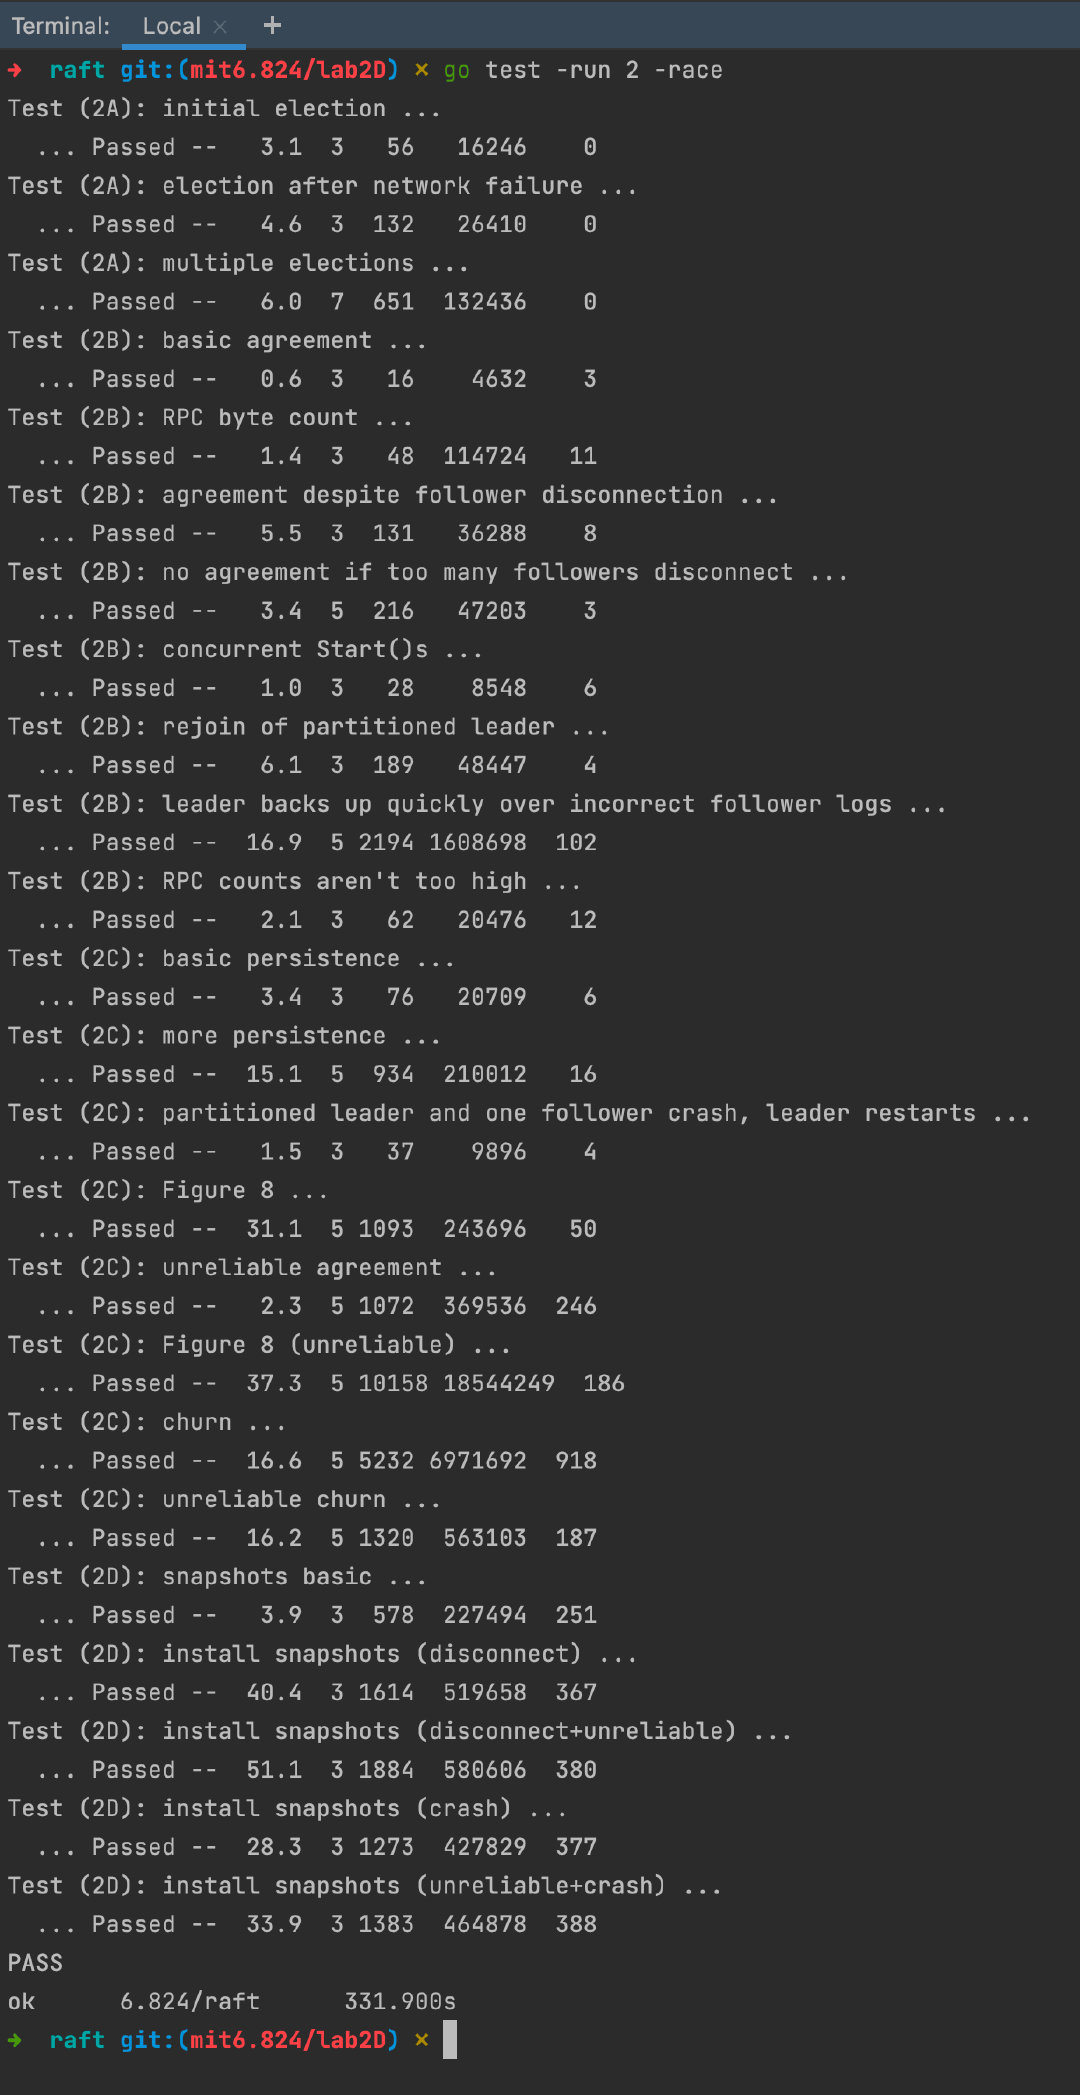 Terminal: Local × +
➜  raft git:(mit6.824/lab2D) ✗ go test -run 2 -race
Test (2A): initial election ...
  ... Passed --   3.1  3   56   16246    0
Test (2A): election after network failure ...
  ... Passed --   4.6  3  132   26410    0
Test (2A): multiple elections ...
  ... Passed --   6.0  7  651  132436    0
Test (2B): basic agreement ...
  ... Passed --   0.6  3   16    4632    3
Test (2B): RPC byte count ...
  ... Passed --   1.4  3   48  114724   11
Test (2B): agreement despite follower disconnection ...
  ... Passed --   5.5  3  131   36288    8
Test (2B): no agreement if too many followers disconnect ...
  ... Passed --   3.4  5  216   47203    3
Test (2B): concurrent Start()s ...
  ... Passed --   1.0  3   28    8548    6
Test (2B): rejoin of partitioned leader ...
  ... Passed --   6.1  3  189   48447    4
Test (2B): leader backs up quickly over incorrect follower logs ...
  ... Passed --  16.9  5 2194 1608698  102
Test (2B): RPC counts aren't too high ...
  ... Passed --   2.1  3   62   20476   12
Test (2C): basic persistence ...
  ... Passed --   3.4  3   76   20709    6
Test (2C): more persistence ...
  ... Passed --  15.1  5  934  210012   16
Test (2C): partitioned leader and one follower crash, leader restarts ...
  ... Passed --   1.5  3   37    9896    4
Test (2C): Figure 8 ...
  ... Passed --  31.1  5 1093  243696   50
Test (2C): unreliable agreement ...
  ... Passed --   2.3  5 1072  369536  246
Test (2C): Figure 8 (unreliable) ...
  ... Passed --  37.3  5 10158 18544249  186
Test (2C): churn ...
  ... Passed --  16.6  5 5232 6971692  918
Test (2C): unreliable churn ...
  ... Passed --  16.2  5 1320  563103  187
Test (2D): snapshots basic ...
  ... Passed --   3.9  3  578  227494  251
Test (2D): install snapshots (disconnect) ...
  ... Passed --  40.4  3 1614  519658  367
Test (2D): install snapshots (disconnect+unreliable) ...
  ... Passed --  51.1  3 1884  580606  380
Test (2D): install snapshots (crash) ...
  ... Passed --  28.3  3 1273  427829  377
Test (2D): install snapshots (unreliable+crash) ...
  ... Passed --  33.9  3 1383  464878  388
PASS
ok      6.824/raft      331.900s
➜  raft git:(mit6.824/lab2D) ✗